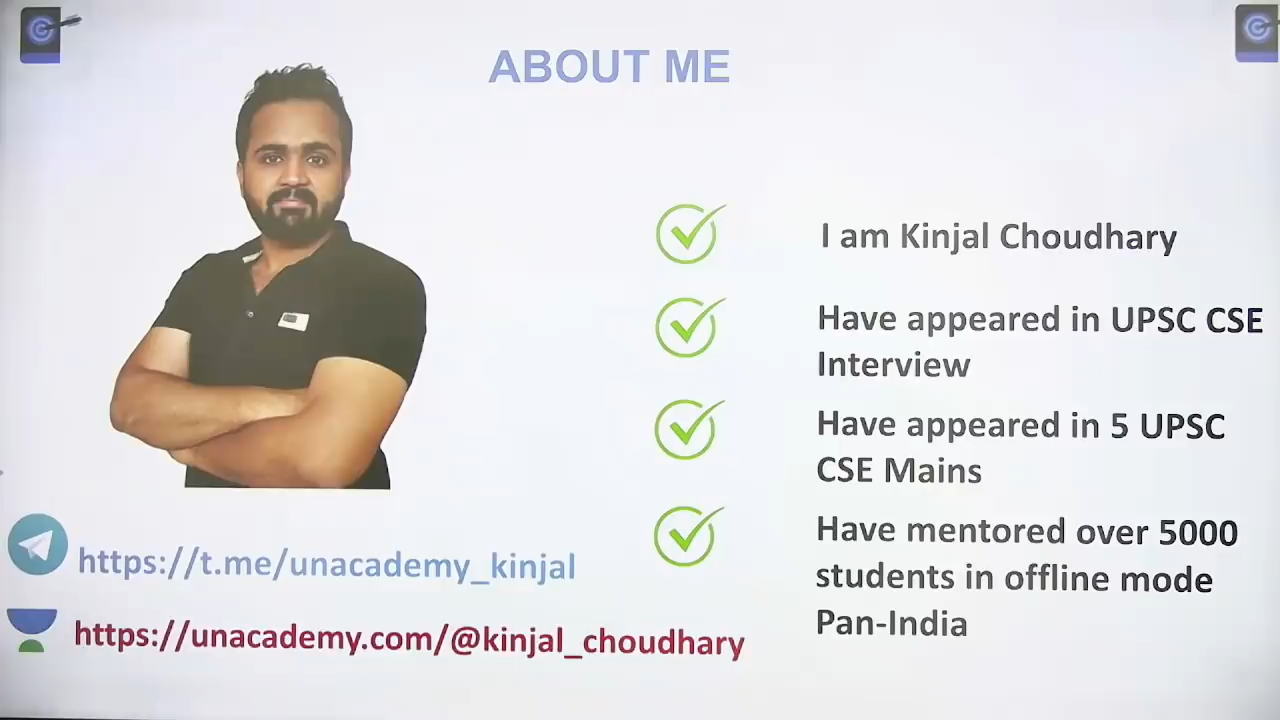 ABOUT ME
I am Kinjal Choudhary
Have appeared in UPSC CSE
Interview
Have appeared in 5 UPSC
CSE Mains
Have mentored over 5000
students in offline mode
Pan-India
https://t.me/unacademy_kinjal
https://unacademy.com/@kinjal_choudhary